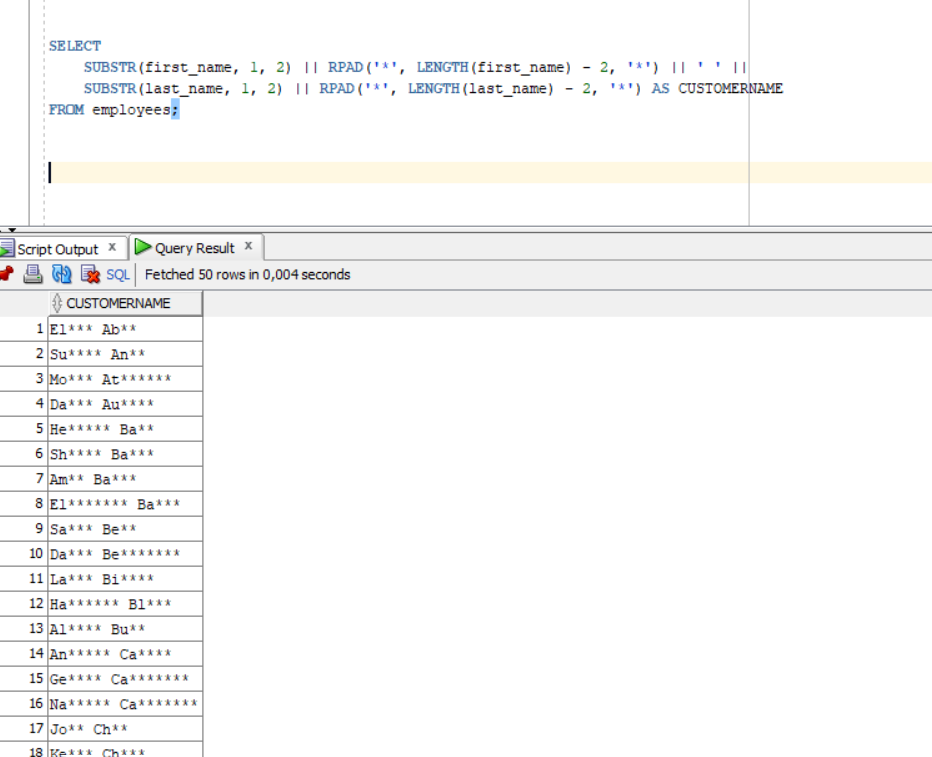 SELECT
SUBSTR(first_name, 1, 2) || RPAD('*', LENGTH(first_name) - 2, '*') || ' ' ||
SUBSTR(last_name, 1, 2) || RPAD('*', LENGTH(last_name) - 2, '*') AS CUSTOMERNAME
FROM employees;
Script Output x Query Result x
SQL Fetched 50 rows in 0,004 seconds
CUSTOMERNAME
1 El*** Ab**
2 Su**** An**
3 Mo*** At******
4 Da*** Au****
5 He***** Ba**
6 Sh**** Ba***
7 Am** Ba***
8 El******* Ba***
9 Sa*** Be**
10 Da*** Be*******
11 La*** Bi****
12 Ha****** Bl***
13 Al**** Bu**
14 An***** Ca****
15 Ge**** Ca*******
16 Na***** Ca*******
17 Jo** Ch**
18 Ke*** Ch***